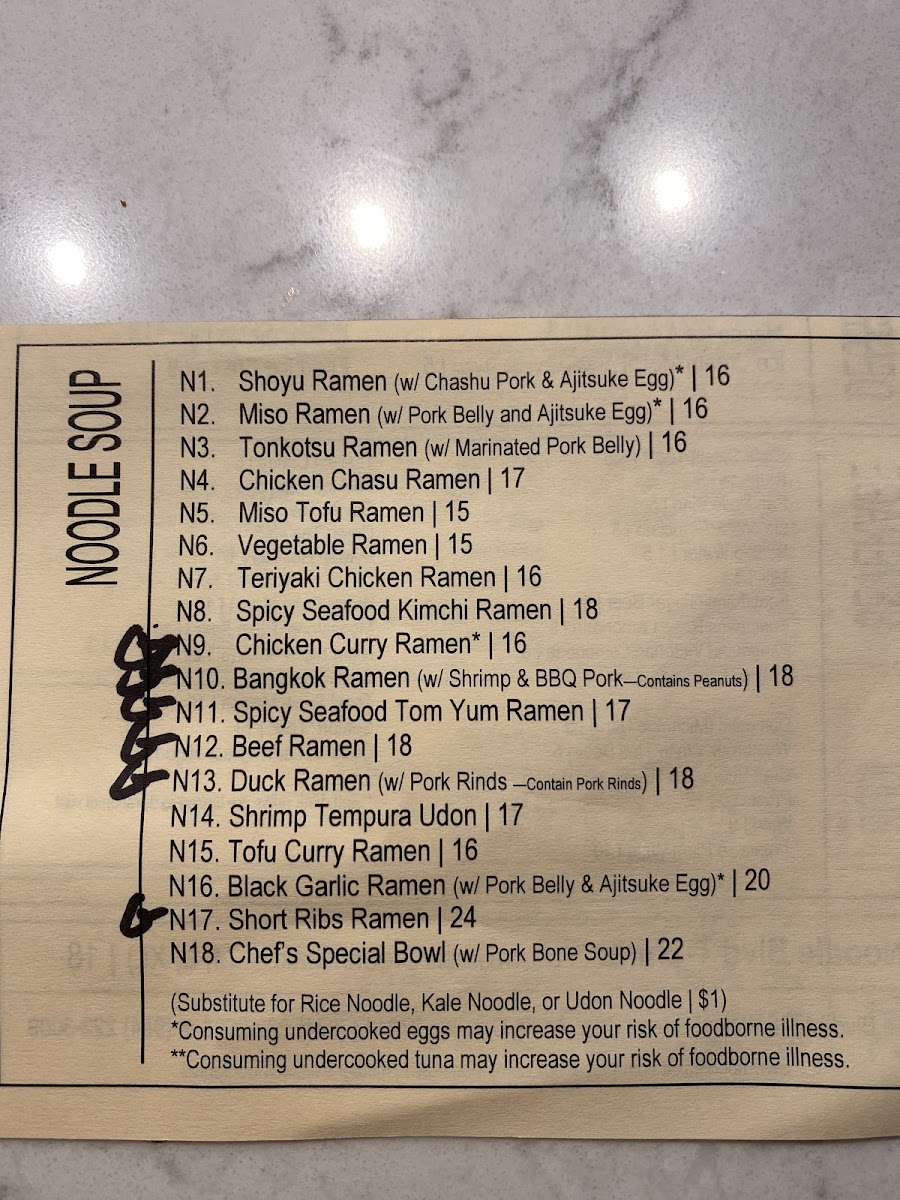 NOODLE SOUP
N1. Shoyu Ramen (w/ Chashu Pork & Ajitsuke Egg)* | 16
N2. Miso Ramen (w/ Pork Belly and Ajitsuke Egg)* | 16
N3. Tonkotsu Ramen (w/ Marinated Pork Belly) | 16
N4. Chicken Chasu Ramen | 17
N5. Miso Tofu Ramen | 15
N6. Vegetable Ramen | 15
N7. Teriyaki Chicken Ramen | 16
N8. Spicy Seafood Kimchi Ramen | 18
N9. Chicken Curry Ramen* | 16
N10. Bangkok Ramen (w/ Shrimp & BBQ Pork—Contains Peanuts) | 18
N11. Spicy Seafood Tom Yum Ramen | 17
N12. Beef Ramen | 18
N13. Duck Ramen (w/ Pork Rinds —Contain Pork Rinds) | 18
N14. Shrimp Tempura Udon | 17
N15. Tofu Curry Ramen | 16
N16. Black Garlic Ramen (w/ Pork Belly & Ajitsuke Egg)* | 20
N17. Short Ribs Ramen | 24
N18. Chef's Special Bowl (w/ Pork Bone Soup) | 22
(Substitute for Rice Noodle, Kale Noodle, or Udon Noodle | $1)
*Consuming undercooked eggs may increase your risk of foodborne illness.
**Consuming undercooked tuna may increase your risk of foodborne illness.